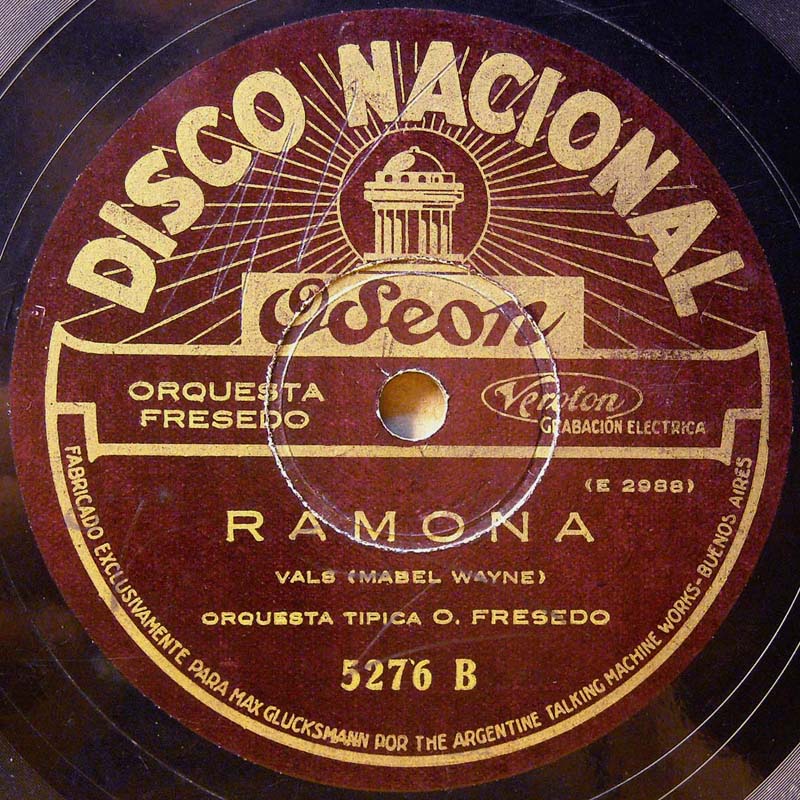 DISCO NACIONAL
Odeon
ORQUESTA
FRESEDO
Veroton
GRABACIÓN ELECTRICA
(E 2988)
RAMONA
VALS (MABEL WAYNE)
ORQUESTA TIPICA O. FRESEDO
5276 B
FABRICADO EXCLUSIVAMENTE PARA MAX GLUCKSMANN POR THE ARGENTINE TALKING MACHINE WORKS- BUENOS AIRES